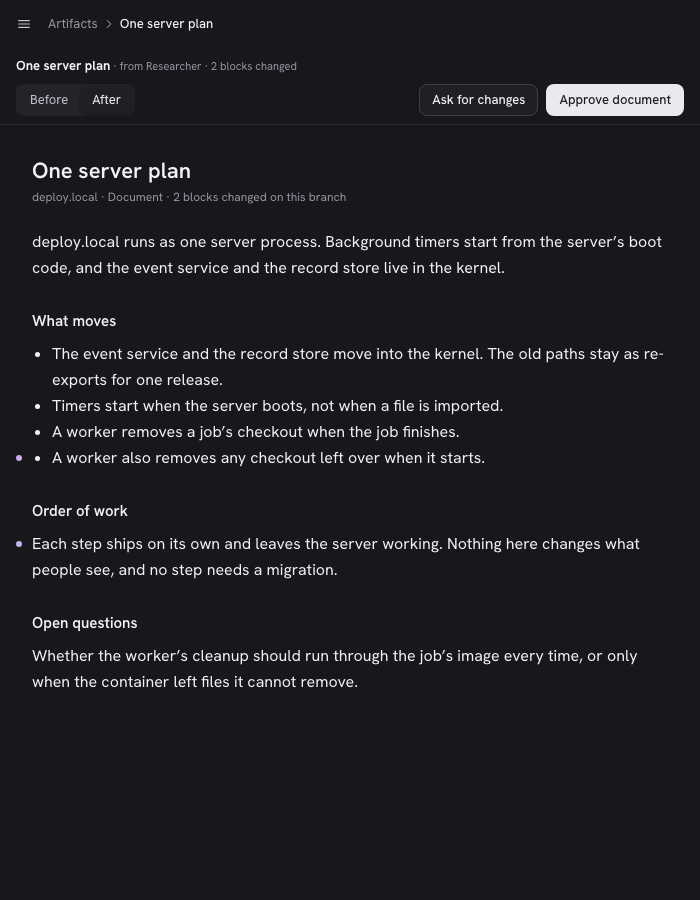 Artifacts > One server plan
One server plan · from Researcher · 2 blocks changed
Before After Ask for changes Approve document
One server plan
deploy.local · Document · 2 blocks changed on this branch
deploy.local runs as one server process. Background timers start from the server’s boot
code, and the event service and the record store live in the kernel.
What moves
• The event service and the record store move into the kernel. The old paths stay as re-
exports for one release.
• Timers start when the server boots, not when a file is imported.
• A worker removes a job’s checkout when the job finishes.
• A worker also removes any checkout left over when it starts.
Order of work
Each step ships on its own and leaves the server working. Nothing here changes what
people see, and no step needs a migration.
Open questions
Whether the worker’s cleanup should run through the job’s image every time, or only
when the container left files it cannot remove.